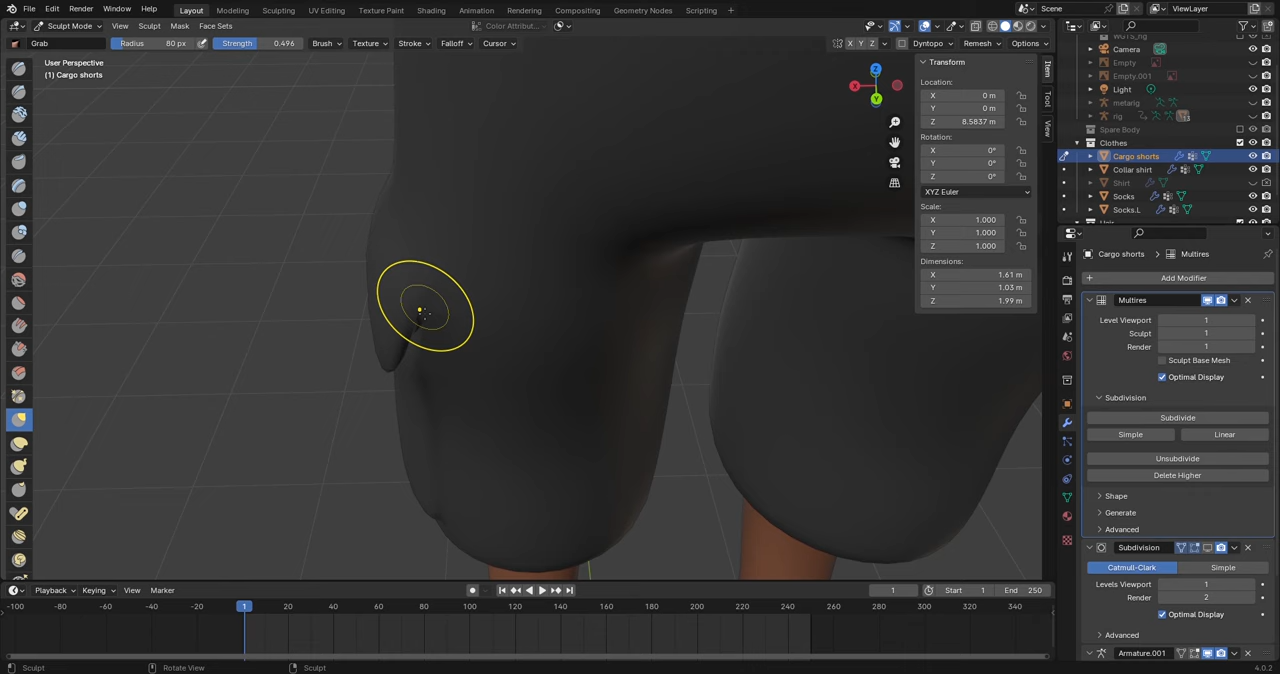 File Edit Render Window Help Layout Modeling Sculpting UV Editing Texture Paint Shading Animation Rendering Compositing Geometry Nodes Scripting + Scene ViewLayer
Sculpt Mode View Sculpt Mask Face Sets Color Attribut...
Grab Radius 80 px Strength 0.496 Brush Texture Stroke Falloff Cursor X Y Z Dyntopo Remesh Options
User Perspective
(1) Cargo shorts
Z
X
Y
Transform
Location:
X 0 m
Y 0 m
Z 8.5837 m
Rotation:
X 0°
Y 0°
Z 0°
XYZ Euler
Scale:
X 1.000
Y 1.000
Z 1.000
Dimensions:
X 1.61 m
Y 1.03 m
Z 1.99 m
Item
Tool
View
WGTS_rig
Camera
Empty
Empty.001
Light
metarig
rig 13
Spare Body
Clothes
Cargo shorts
Collar shirt
Shirt
Socks
Socks.L
Cargo shorts Multires
Add Modifier
Multires
Level Viewport 1
Sculpt 1
Render 1
Sculpt Base Mesh
Optimal Display
Subdivision
Subdivide
Simple Linear
Unsubdivide
Delete Higher
Shape
Generate
Advanced
Subdivision
Catmull-Clark Simple
Levels Viewport 1
Render 2
Optimal Display
Advanced
Armature.001
Playback Keying View Marker 1 Start 1 End 250
-100 -80 -60 -40 -20 1 20 40 60 80 100 120 140 160 180 200 220 240 260 280 300 320 340
Sculpt Rotate View Sculpt 4.0.2